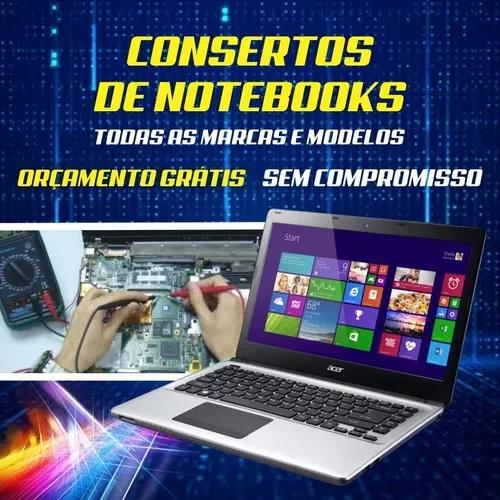 CONSERTOS
DE NOTEBOOKS
TODAS AS MARCAS E MODELOS
ORÇAMENTO GRÁTIS SEM COMPROMISSO
Start
acer